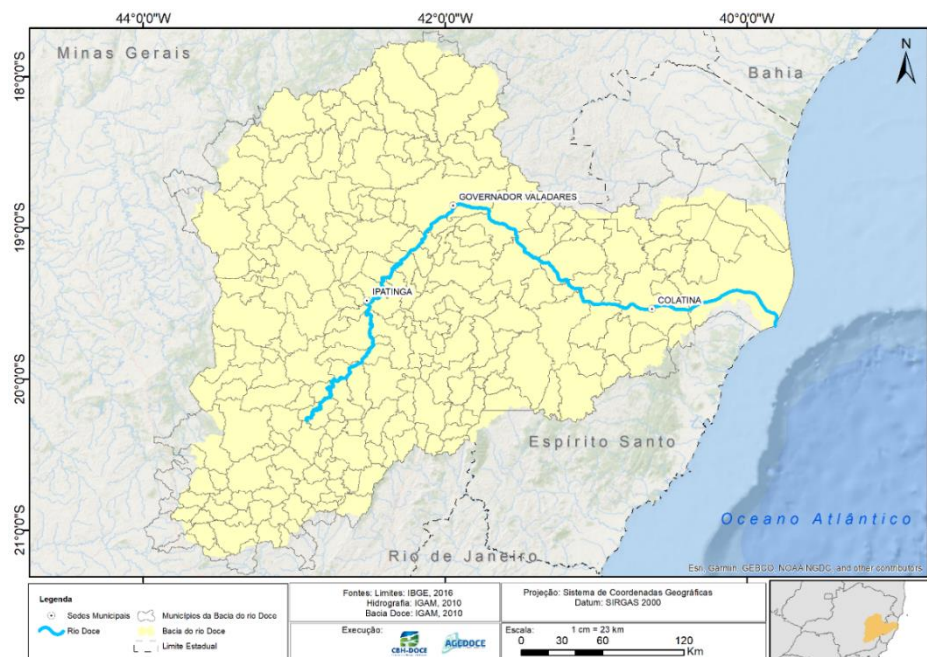 44°0'0"W 42°0'0"W 40°0'0"W
Minas Gerais
N
18°0'0"S
Bahia
GOVERNADOR VALADARES
19°0'0"S
IPATINGA
COLATINA
20°0'0"S
Espírito Santo
Oceano Atlântico
21°0'0"S
Rio de Janeiro
Esri, Garmin, GEBCO, NOAA NGDC, and other contributors
Legenda
Sedes Municipais
Municípios da Bacia do rio Doce
Rio Doce
Bacia do rio Doce
Limite Estadual
Fontes: Limites: IBGE, 2016
Hidrografia: IGAM, 2010
Bacia Doce: IGAM, 2010
Execução:
CBH-DOCE
AGEDOCE
Projeção: Sistema de Coordenadas Geográficas
Datum: SIRGAS 2000
Escala: 1 cm = 23 km
0 30 60 120
Km